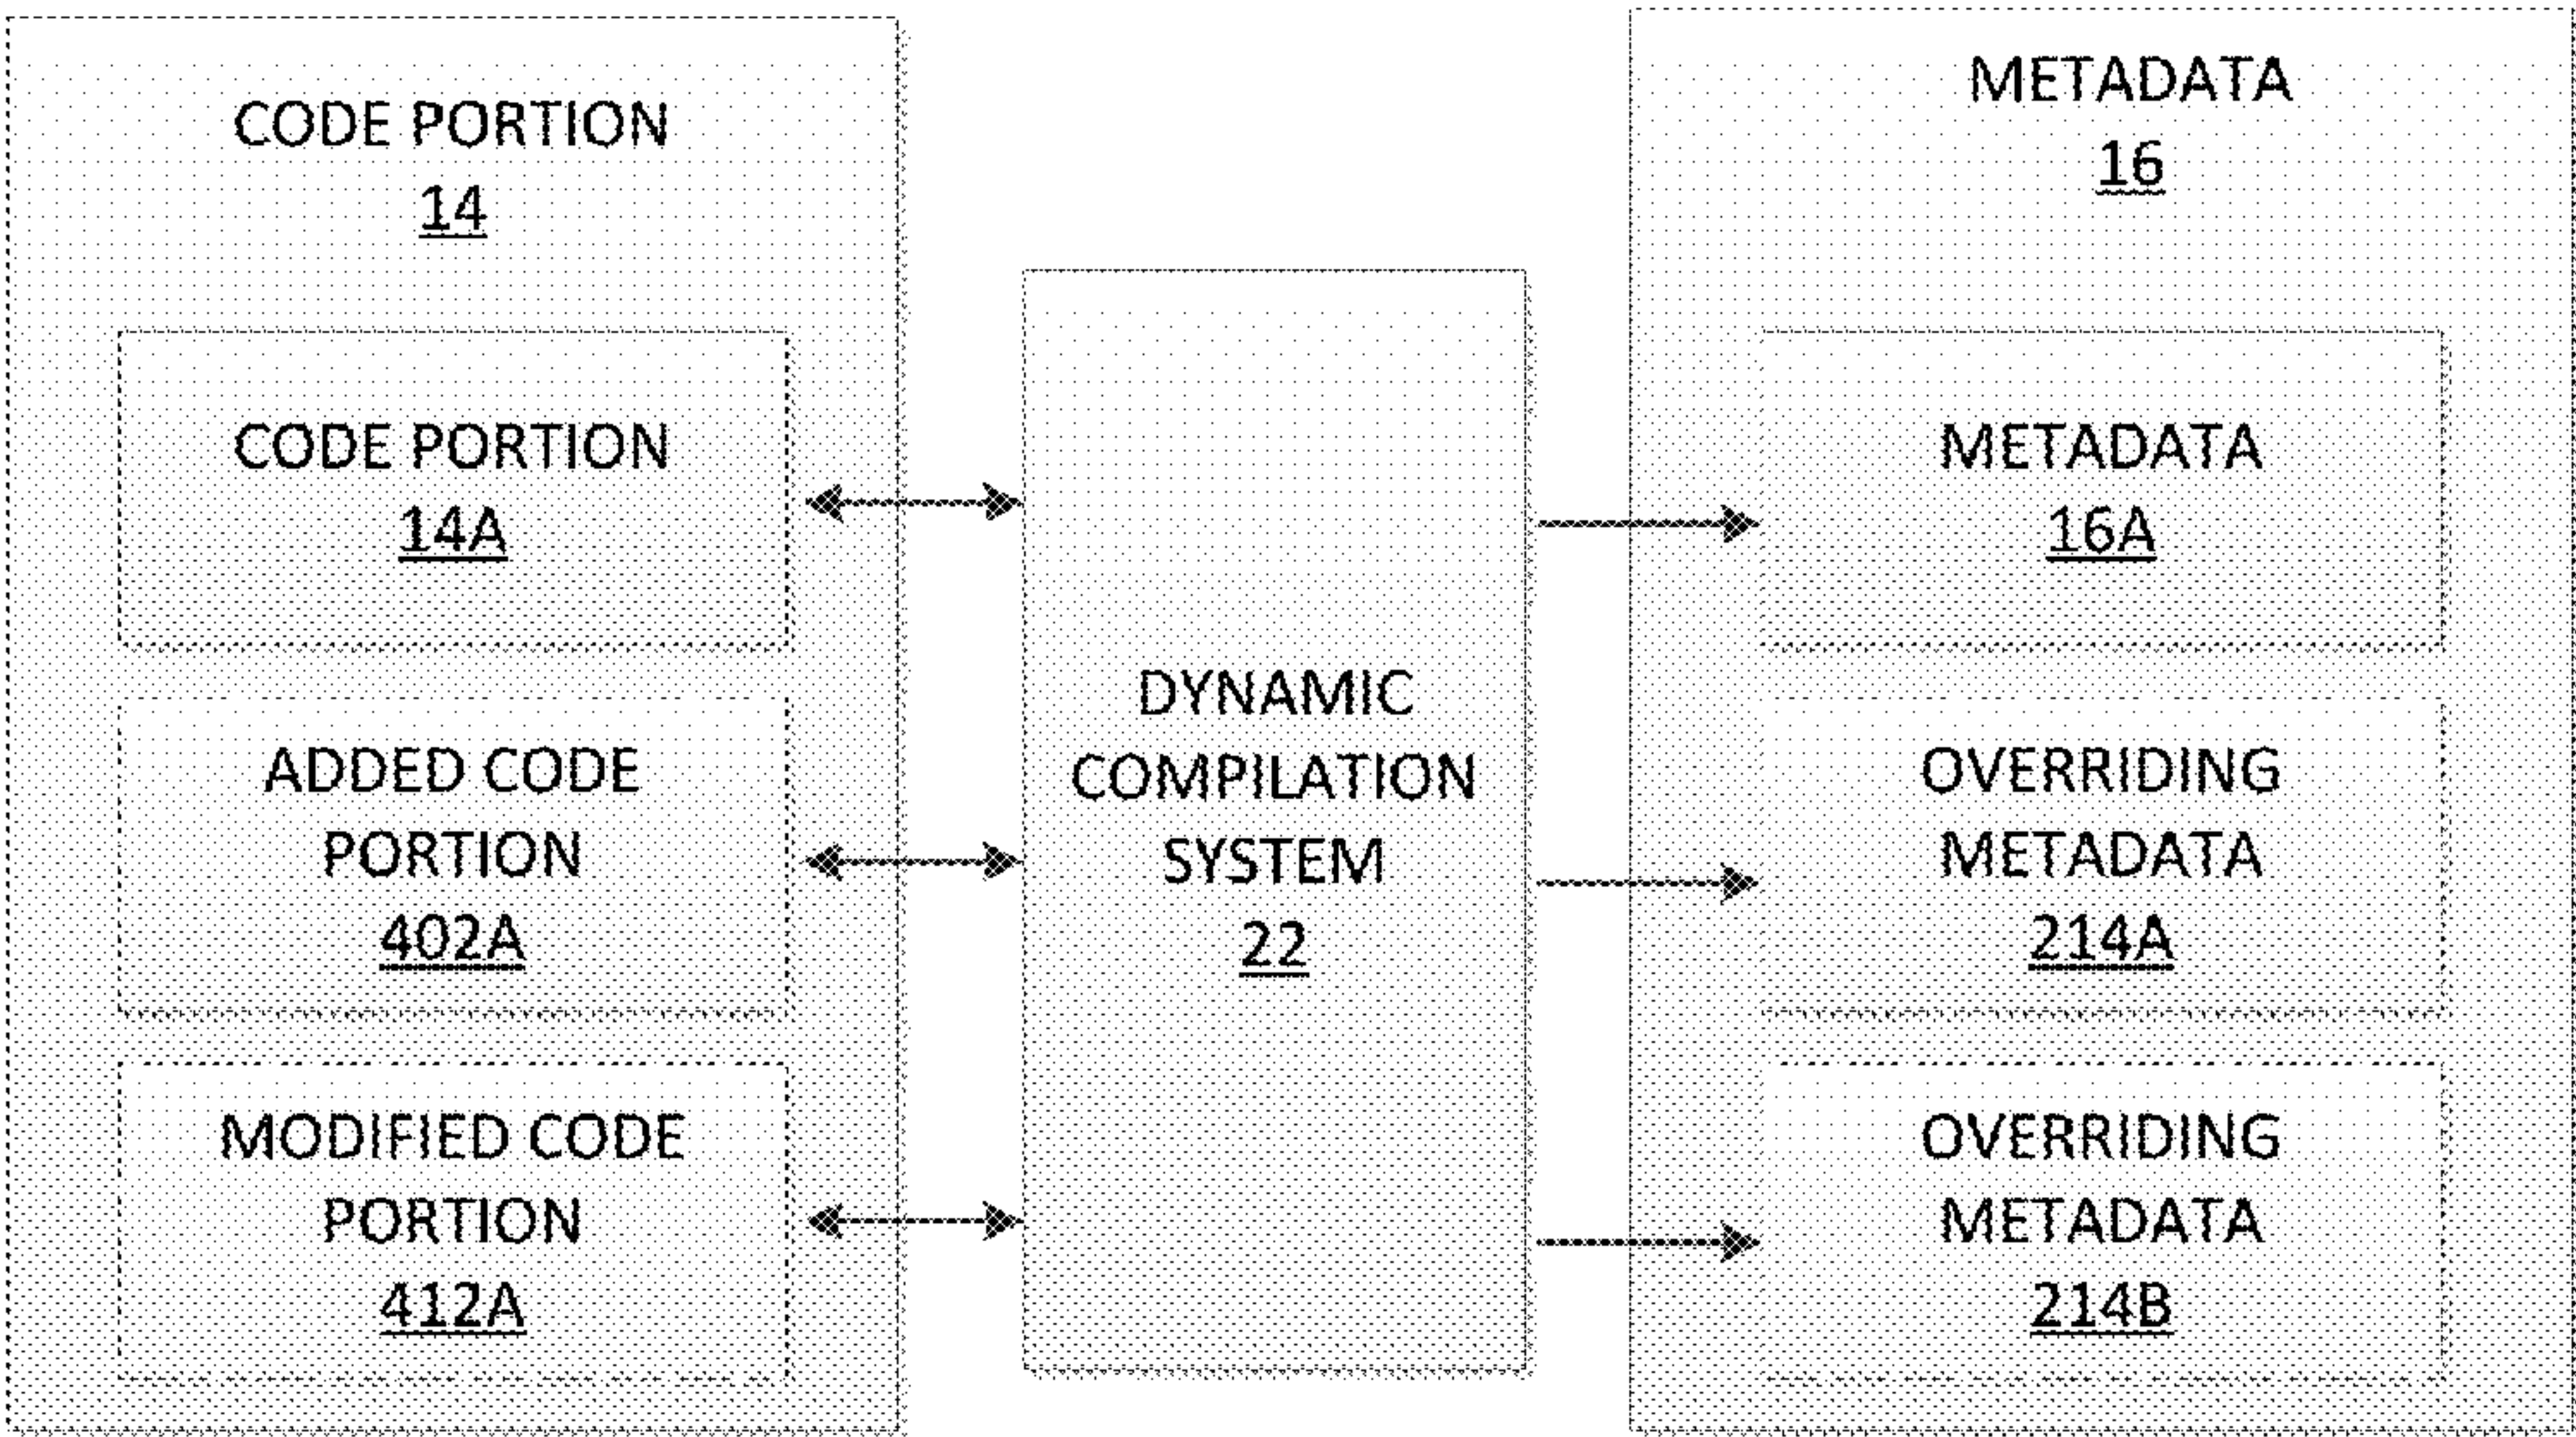 CODE PORTION
14
CODE PORTION
14A
ADDED CODE
PORTION
402A
MODIFIED CODE
PORTION
412A
DYNAMIC
COMPILATION
SYSTEM
22
METADATA
16
METADATA
16A
OVERRIDING
METADATA
214A
OVERRIDING
METADATA
214B